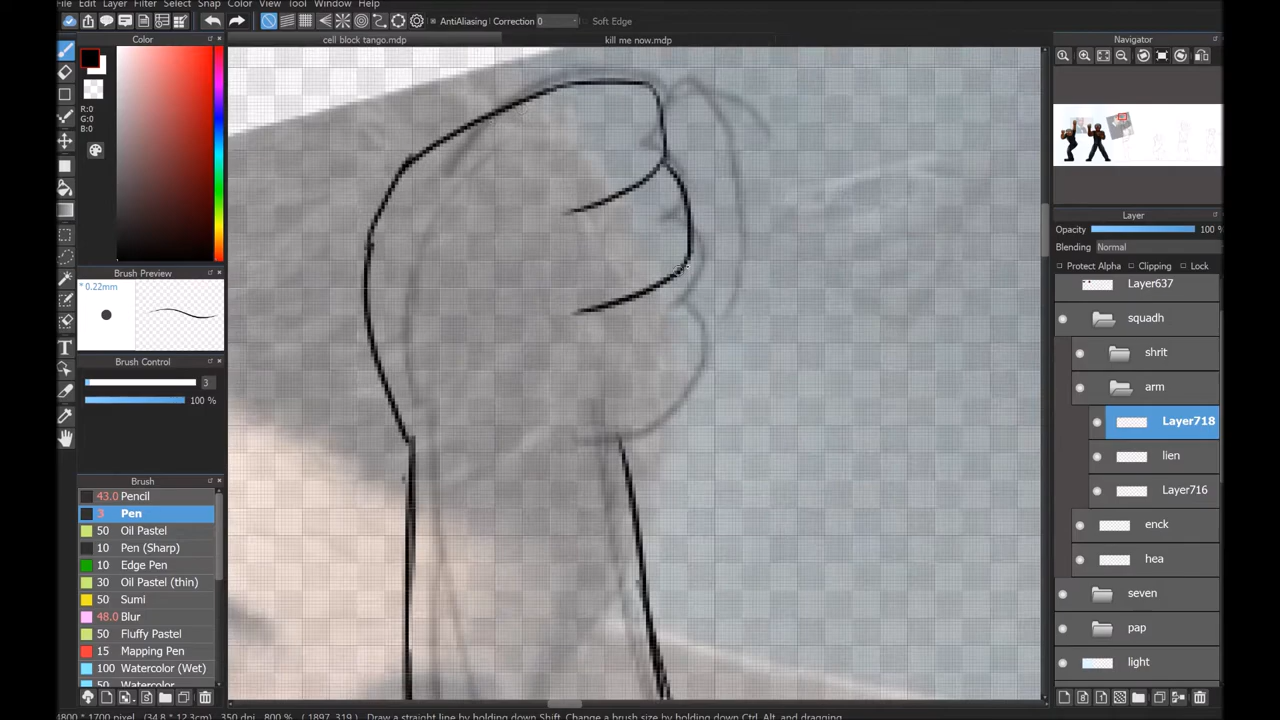 File Edit Layer Filter Select Snap Color View Tool Window Help
AntiAliasing Correction 0 Soft Edge
cell block tango.mdp kill me now.mdp
Color
R:0
G:0
B:0
Brush Preview
* 0.22mm
Brush Control
3
100 %
Brush
43.0 Pencil
3 Pen
50 Oil Pastel
10 Pen (Sharp)
10 Edge Pen
30 Oil Pastel (thin)
50 Sumi
48.0 Blur
50 Fluffy Pastel
15 Mapping Pen
100 Watercolor (Wet)
50 Watercolor
Navigator
Layer
Opacity 100 %
Blending Normal
Protect Alpha Clipping Lock
Layer637
squadh
shrit
arm
Layer718
lien
Layer716
enck
hea
seven
pap
light
4800 * 1700 pixel (34.8 * 12.3cm) 350 dpi 800 % ( 1897, 319 ) Draw a straight line by holding down Shift, Change a brush size by holding down Ctrl, Alt, and dragging